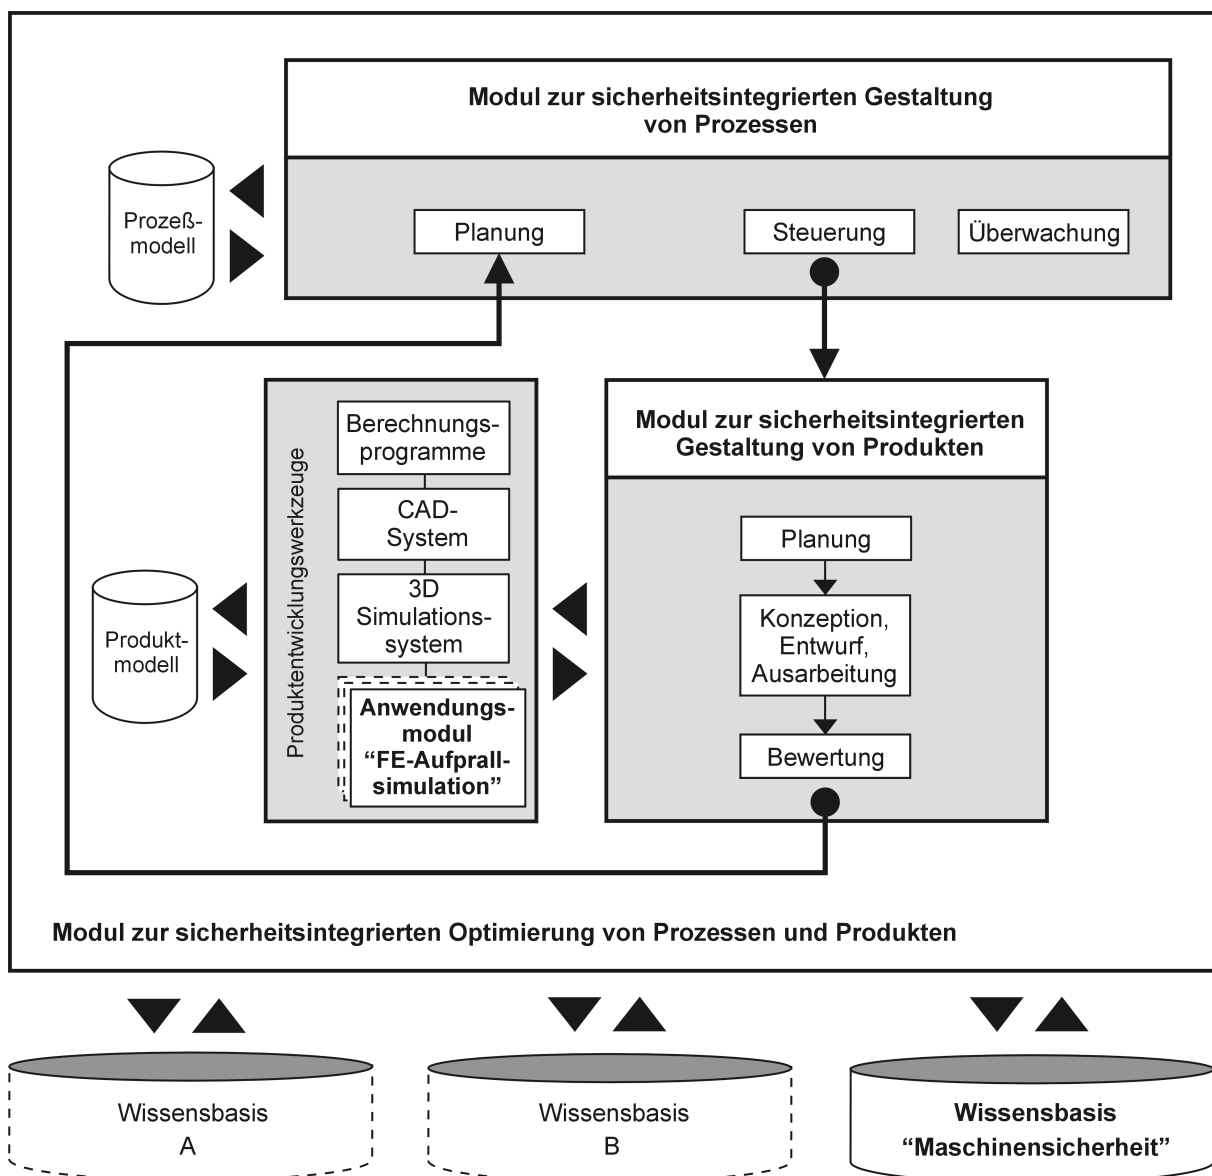 Modul zur sicherheitsintegrierten Gestaltung
von Prozessen
Prozeß-
modell
Planung
Steuerung
Überwachung
Produktentwicklungswerkzeuge
Berechnungs-
programme
CAD-
System
3D
Simulations-
system
Anwendungs-
modul
“FE-Aufprall-
simulation”
Modul zur sicherheitsintegrierten
Gestaltung von Produkten
Planung
Konzeption,
Entwurf,
Ausarbeitung
Bewertung
Produkt-
modell
Modul zur sicherheitsintegrierten Optimierung von Prozessen und Produkten
Wissensbasis
A
Wissensbasis
B
Wissensbasis
“Maschinensicherheit”